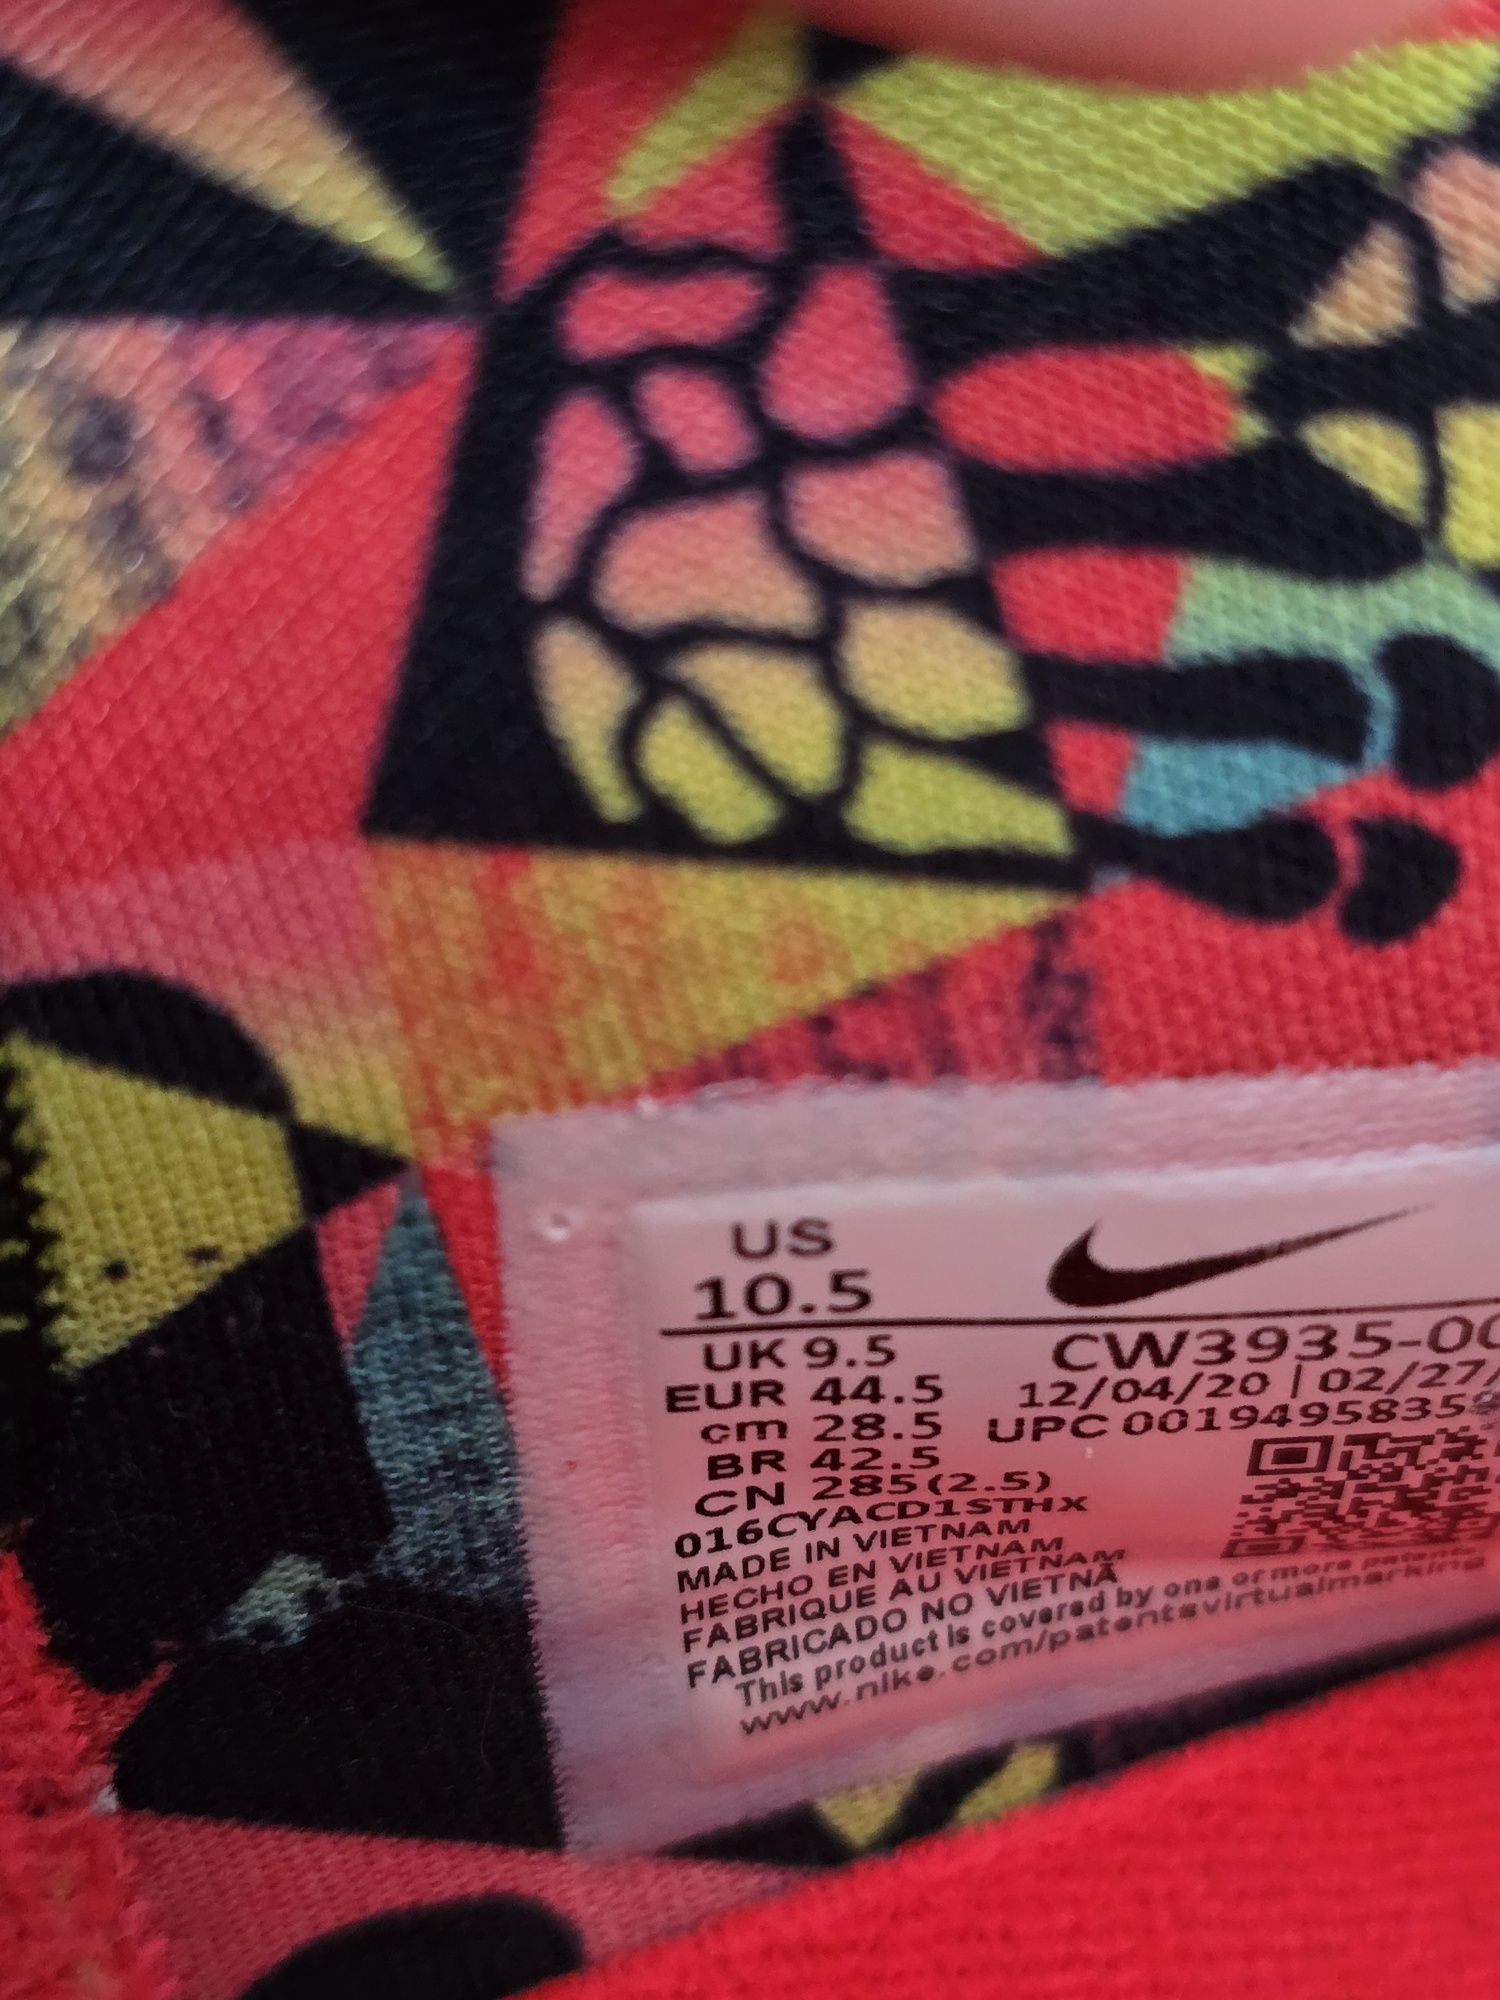 US
10.5
UK 9.5
EUR 44.5
cm 28.5
BR 42.5
CN 285(2.5)
CW3935-00
12/04/20 | 02/27/
UPC 00194958355
016CYACD1STHX
MADE IN VIETNAM
HECHO EN VIETNAM
FABRIQUE AU VIETNAM
FABRICADO NO VIETNÃ
This product is covered by one or more patents
www.nike.com/patentsvirtualmarking